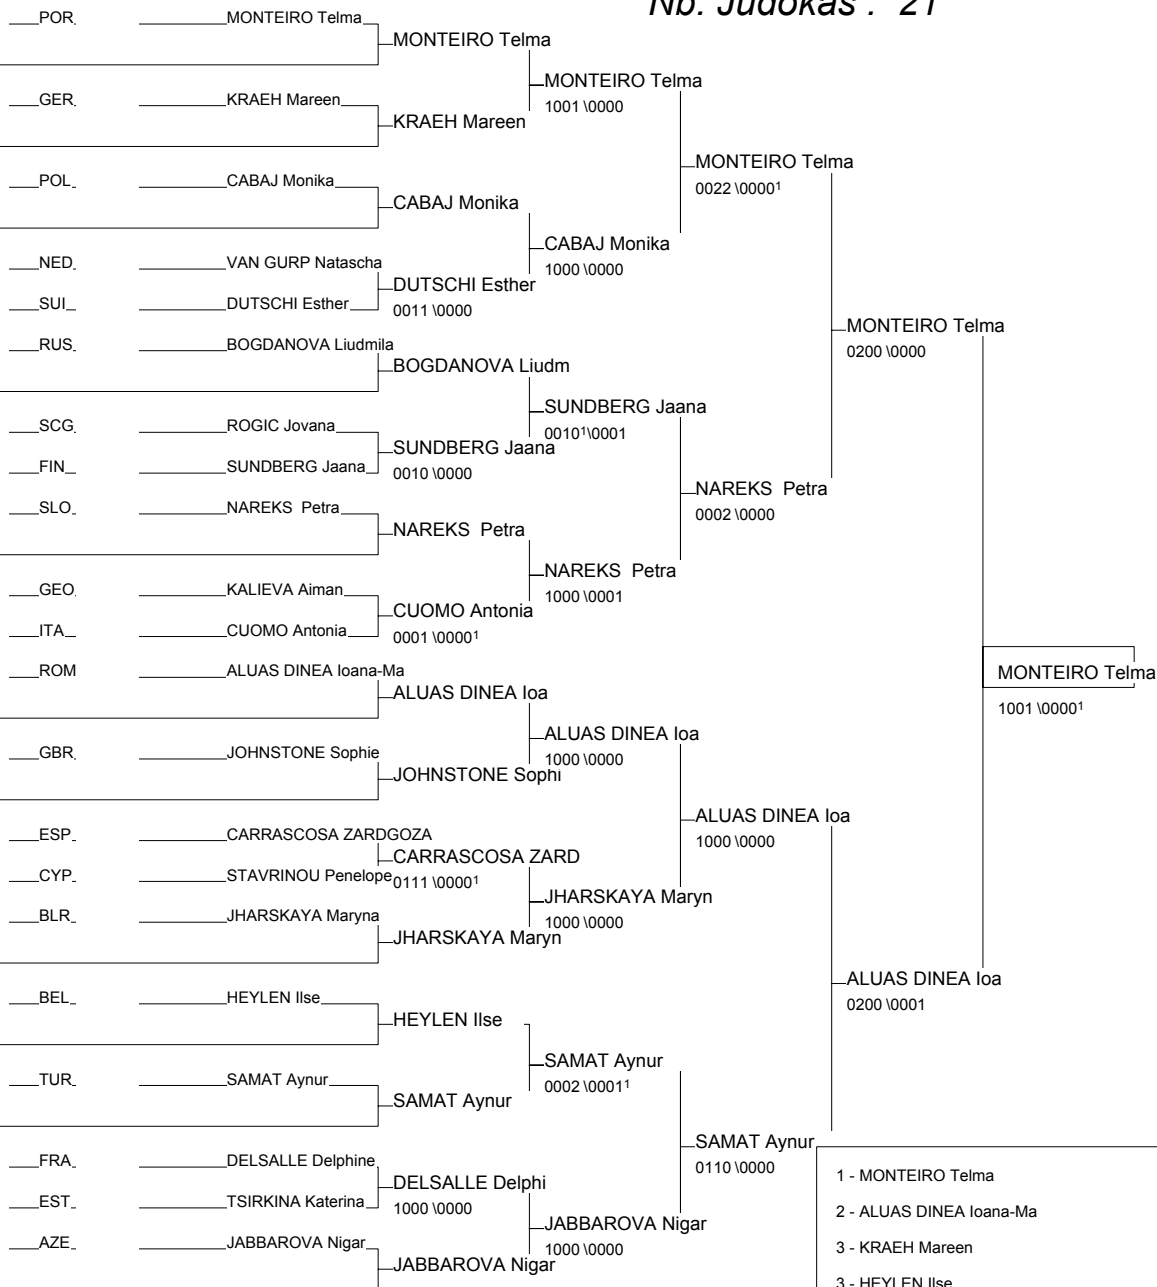 Nb. Judokas : 21
POR MONTEIRO Telma
MONTEIRO Telma
MONTEIRO Telma
1001 \0000
GER KRAEH Mareen
KRAEH Mareen
MONTEIRO Telma
0022 \0000¹
POL CABAJ Monika
CABAJ Monika
CABAJ Monika
1000 \0000
NED VAN GURP Natascha
DUTSCHI Esther
0011 \0000
SUI DUTSCHI Esther
MONTEIRO Telma
0200 \0000
RUS BOGDANOVA Liudmila
BOGDANOVA Liudm
SUNDBERG Jaana
0010¹\0001
SCG ROGIC Jovana
SUNDBERG Jaana
0010 \0000
FIN SUNDBERG Jaana
NAREKS Petra
0002 \0000
SLO NAREKS Petra
NAREKS Petra
NAREKS Petra
1000 \0001
GEO KALIEVA Aiman
CUOMO Antonia
0001 \0000¹
ITA CUOMO Antonia
MONTEIRO Telma
1001 \0000¹
ROM ALUAS DINEA Ioana-Ma
ALUAS DINEA Ioa
ALUAS DINEA Ioa
1000 \0000
GBR JOHNSTONE Sophie
JOHNSTONE Sophi
ALUAS DINEA Ioa
1000 \0000
ESP CARRASCOSA ZARDGOZA
CARRASCOSA ZARD
0111 \0000¹
CYP STAVRINOU Penelope
JHARSKAYA Maryn
1000 \0000
BLR JHARSKAYA Maryna
JHARSKAYA Maryn
ALUAS DINEA Ioa
0200 \0001
BEL HEYLEN Ilse
HEYLEN Ilse
SAMAT Aynur
0002 \0001¹
TUR SAMAT Aynur
SAMAT Aynur
SAMAT Aynur
0110 \0000
FRA DELSALLE Delphine
DELSALLE Delphi
1000 \0000
EST TSIRKINA Katerina
JABBAROVA Nigar
1000 \0000
AZE JABBAROVA Nigar
JABBAROVA Nigar
1 - MONTEIRO Telma
2 - ALUAS DINEA Ioana-Ma
3 - KRAEH Mareen
3 - HEYLEN Ilse